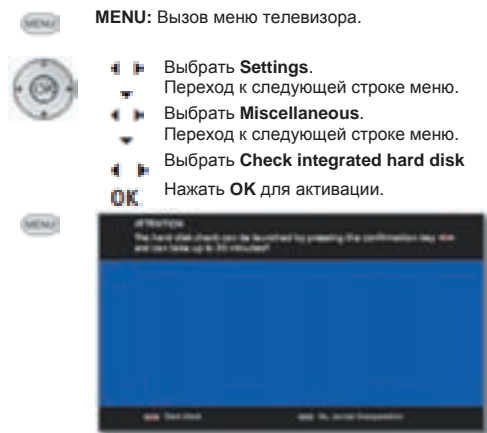 MENU
MENU: Вызов меню телевизора.
OK
Выбрать Settings.
Переход к следующей строке меню.
Выбрать Miscellaneous.
Переход к следующей строке меню.
Выбрать Check integrated hard disk
OK Нажать OK для активации.
MENU
ATTENTION
The hard disk check can be launched by pressing the confirmation key
and can take up to 30 minutes!